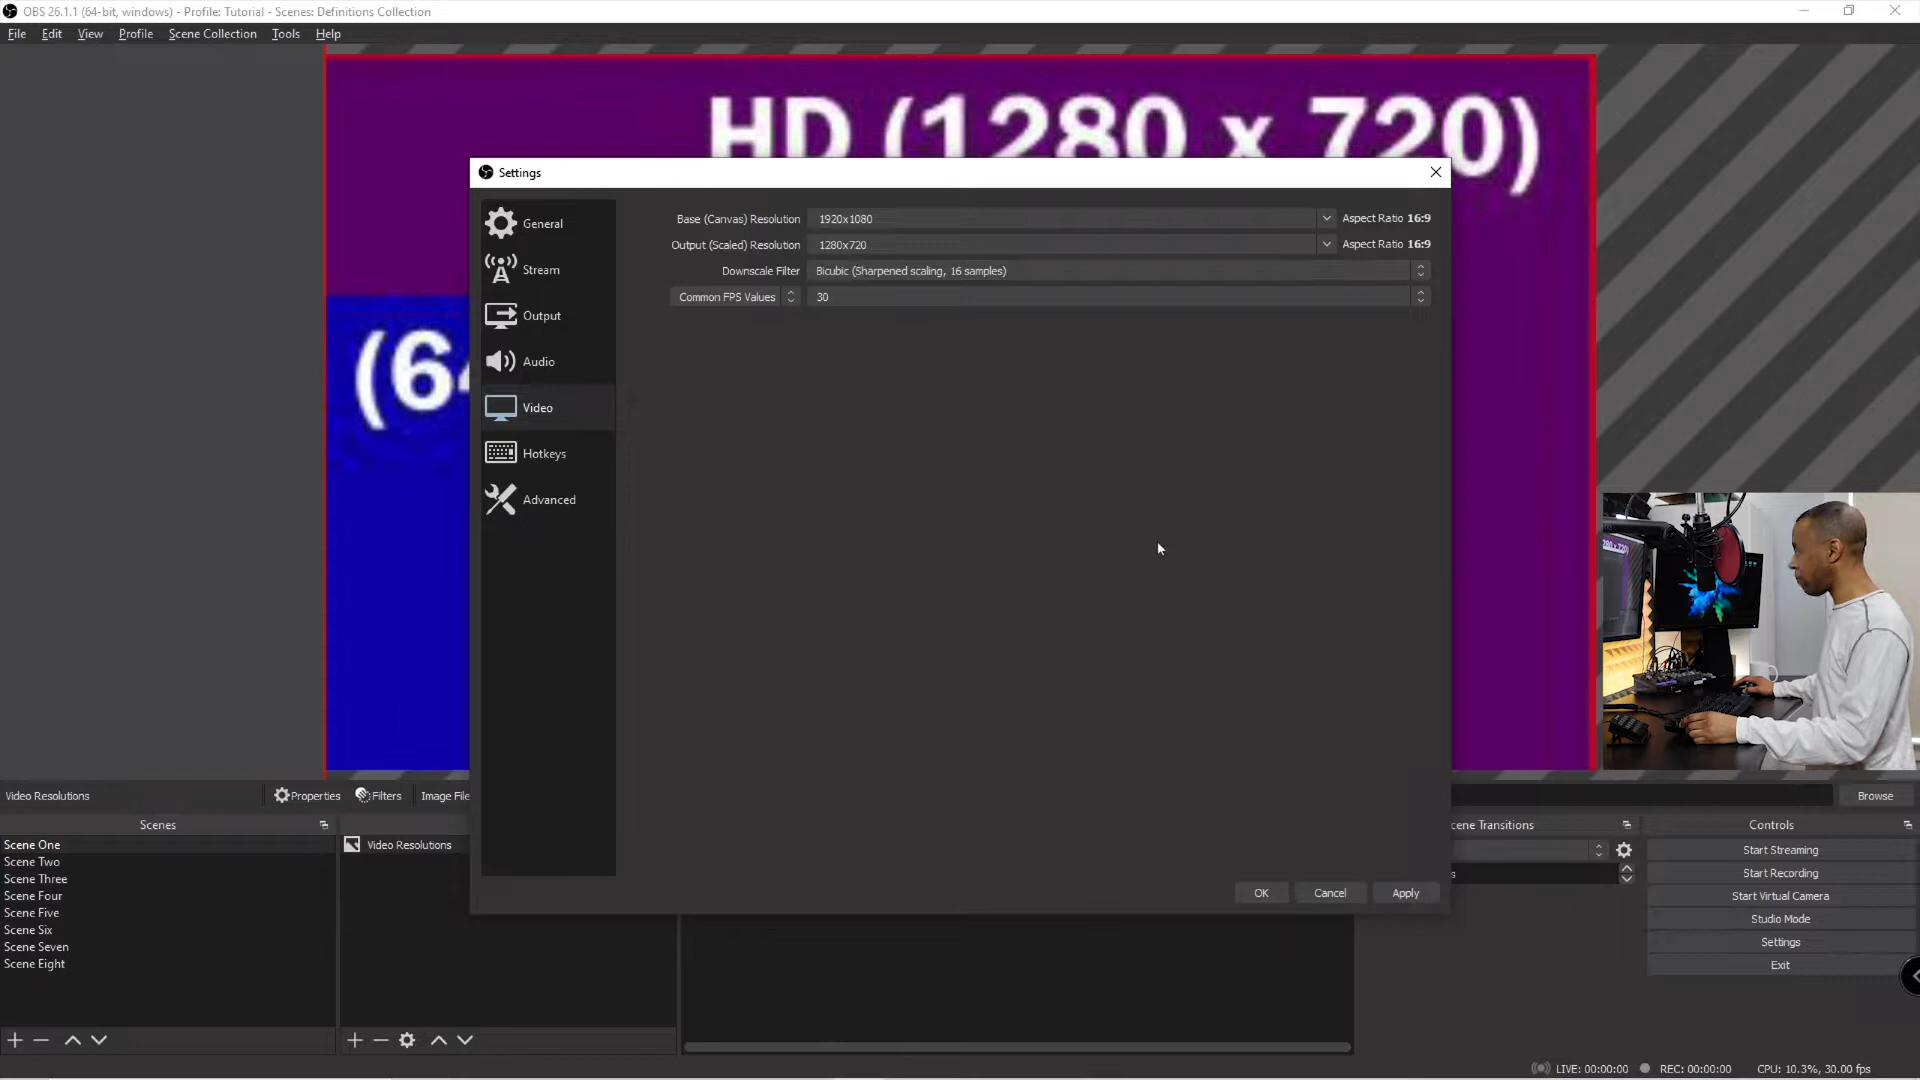 OBS 26.1.1 (64-bit, windows) - Profile: Tutorial - Scenes: Definitions Collection
File Edit View Profile Scene Collection Tools Help
HD (1280 x 720)
(64
Settings
General
Stream
Output
Audio
Video
Hotkeys
Advanced
Base (Canvas) Resolution 1920x1080 Aspect Ratio 16:9
Output (Scaled) Resolution 1280x720 Aspect Ratio 16:9
Downscale Filter Bicubic (Sharpened scaling, 16 samples)
Common FPS Values 30
OK Cancel Apply
Video Resolutions Properties Filters Image File Browse
Scenes
Scene One
Scene Two
Scene Three
Scene Four
Scene Five
Scene Six
Scene Seven
Scene Eight
Video Resolutions
cene Transitions
s
Controls
Start Streaming
Start Recording
Start Virtual Camera
Studio Mode
Settings
Exit
LIVE: 00:00:00 REC: 00:00:00 CPU: 10.3%, 30.00 fps